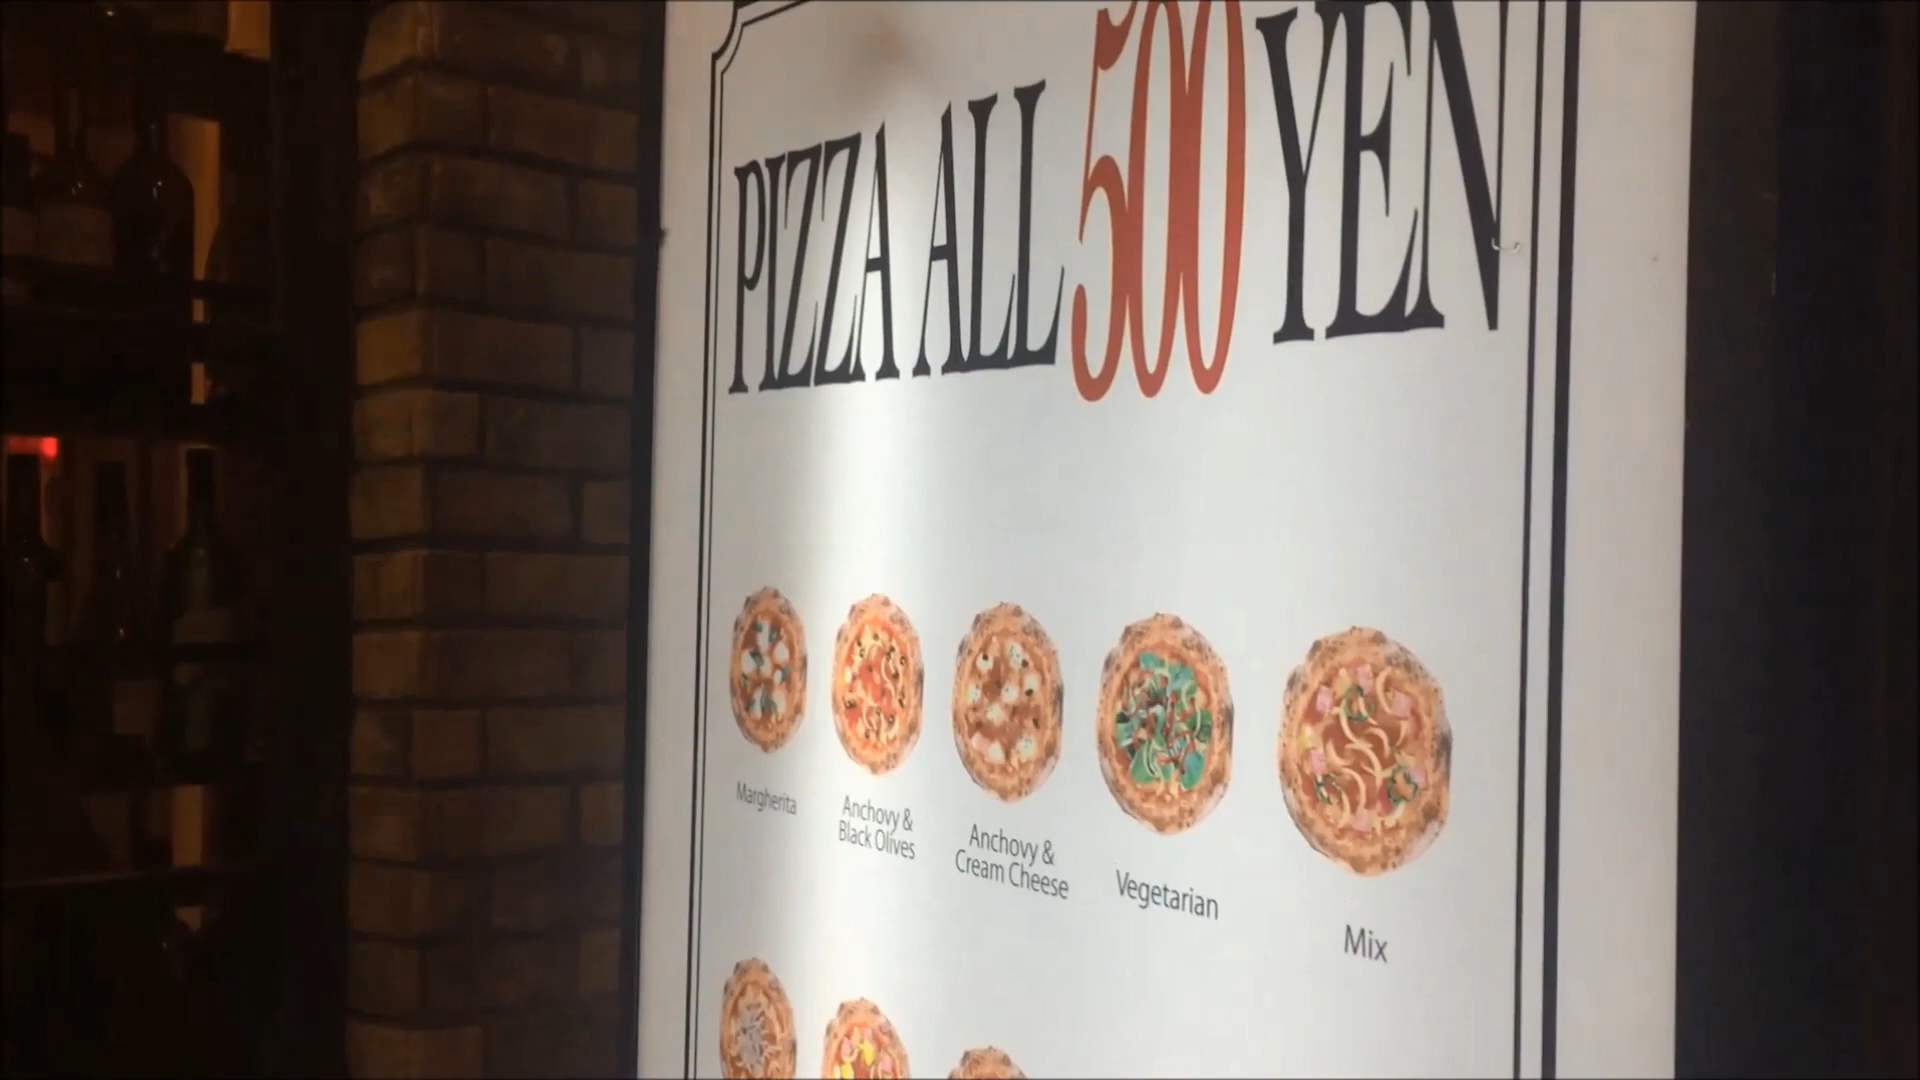 PIZZA ALL 500 YEN
Margherita
Anchovy &
Black Olives
Anchovy &
Cream Cheese
Vegetarian
Mix